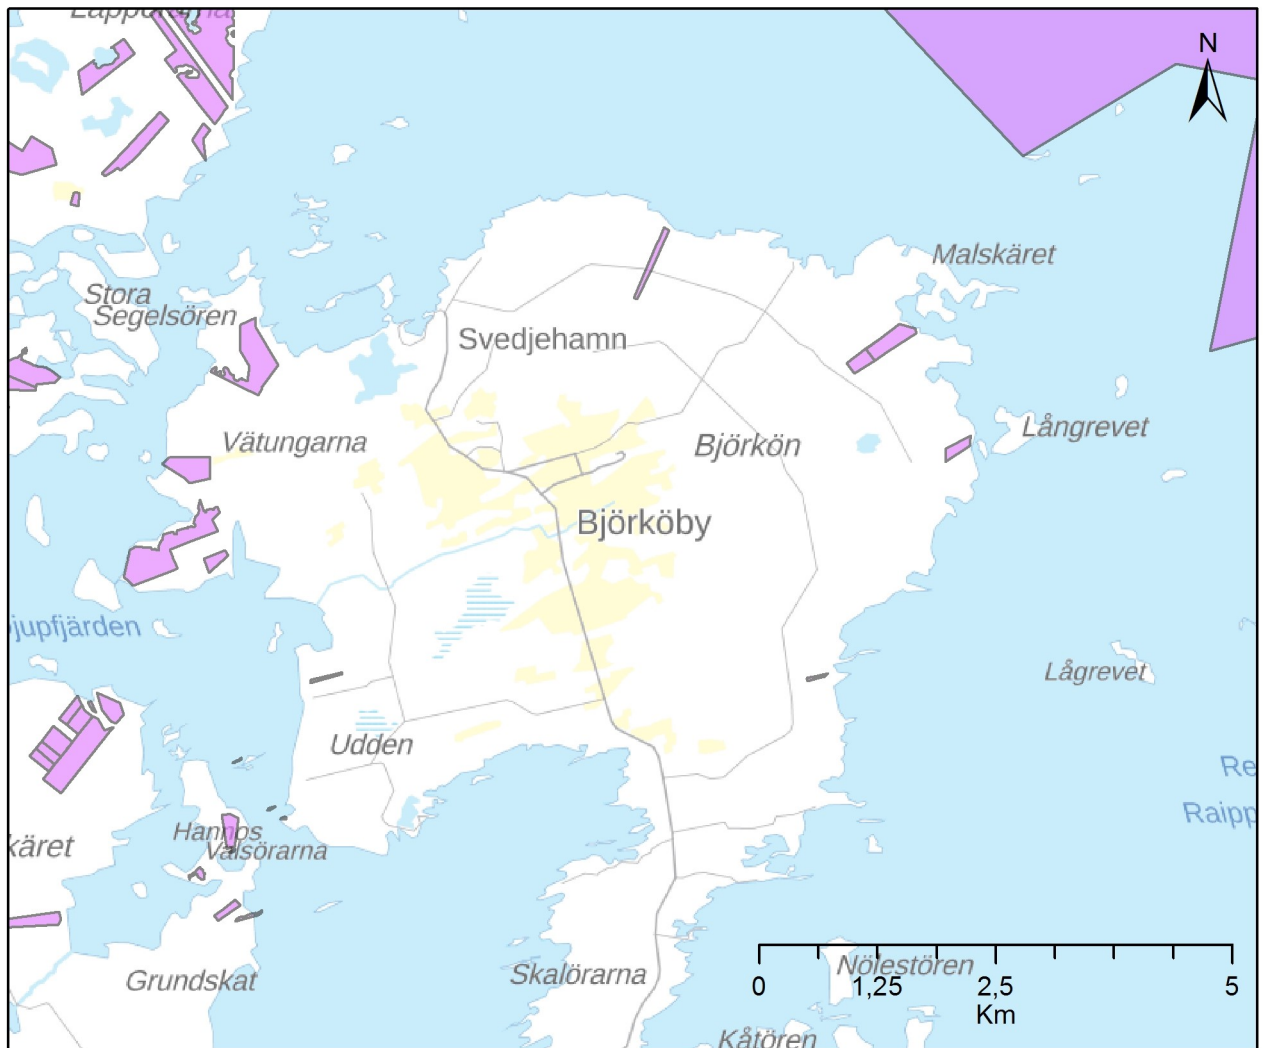 N
Malskäret
Stora
Segelsören
Svedjehamn
Långrevet
Vätungarna
Björkön
Björköby
jupfjärden
Lågrevet
Udden
Re
Raipp
Hannos
Valsörarna
käret
Skalörarna
Nölestören
Grundskat
0 1,25 2,5 5
Km
Kåtören